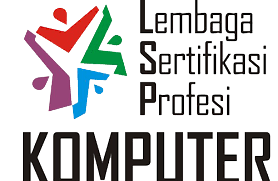 Lembaga
Sertifikasi
Profesi
KOMPUTER